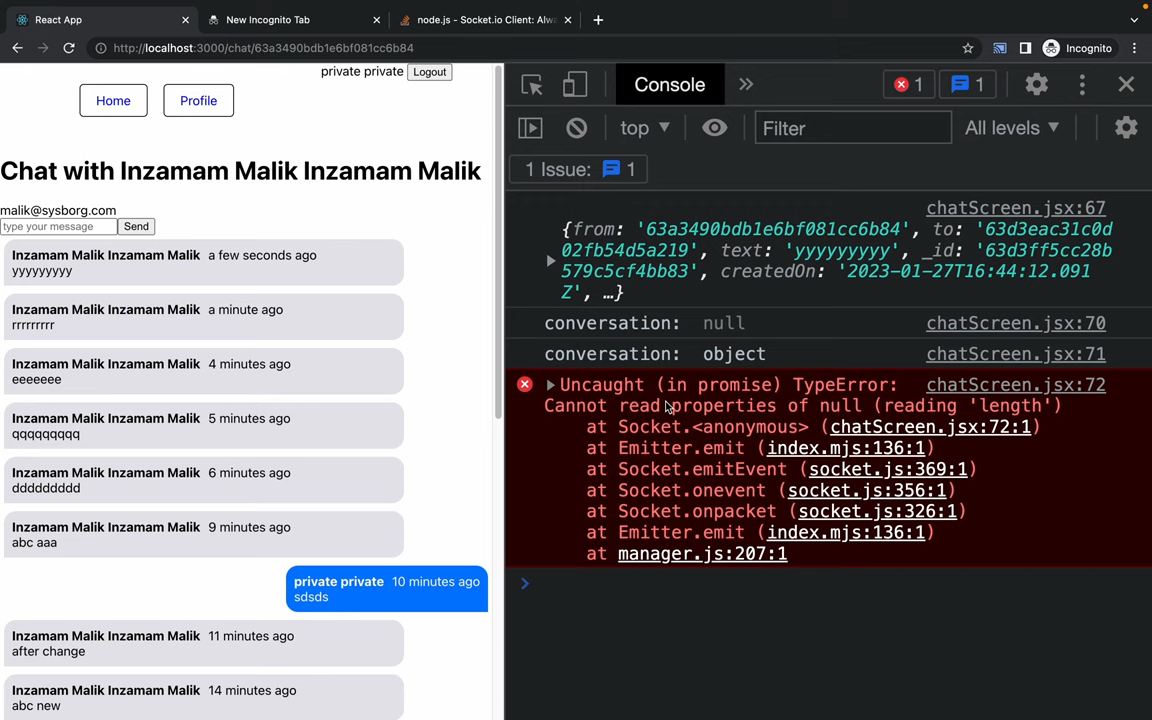 React App
New Incognito Tab
node.js - Socket.io Client: Alwa
http://localhost:3000/chat/63a3490bdb1e6bf081cc6b84
Incognito
private private Logout
Home
Profile
Chat with Inzamam Malik Inzamam Malik
malik@sysborg.com
type your message Send
Inzamam Malik Inzamam Malik a few seconds ago
yyyyyyyyy
Inzamam Malik Inzamam Malik a minute ago
rrrrrrrrr
Inzamam Malik Inzamam Malik 4 minutes ago
eeeeeee
Inzamam Malik Inzamam Malik 5 minutes ago
qqqqqqqqq
Inzamam Malik Inzamam Malik 6 minutes ago
ddddddddd
Inzamam Malik Inzamam Malik 9 minutes ago
abc aaa
private private 10 minutes ago
sdsds
Inzamam Malik Inzamam Malik 11 minutes ago
after change
Inzamam Malik Inzamam Malik 14 minutes ago
abc new
Console
1
1
top
Filter
All levels
1 Issue: 1
chatScreen.jsx:67
{from: '63a3490bdb1e6bf081cc6b84', to: '63d3eac31c0d
02fb54d5a219', text: 'yyyyyyyyy', _id: '63d3ff5cc28b
579c5cf4bb83', createdOn: '2023-01-27T16:44:12.091
Z', …}
conversation: null chatScreen.jsx:70
conversation: object chatScreen.jsx:71
Uncaught (in promise) TypeError: chatScreen.jsx:72
Cannot read properties of null (reading 'length')
at Socket.<anonymous> (chatScreen.jsx:72:1)
at Emitter.emit (index.mjs:136:1)
at Socket.emitEvent (socket.js:369:1)
at Socket.onevent (socket.js:356:1)
at Socket.onpacket (socket.js:326:1)
at Emitter.emit (index.mjs:136:1)
at manager.js:207:1